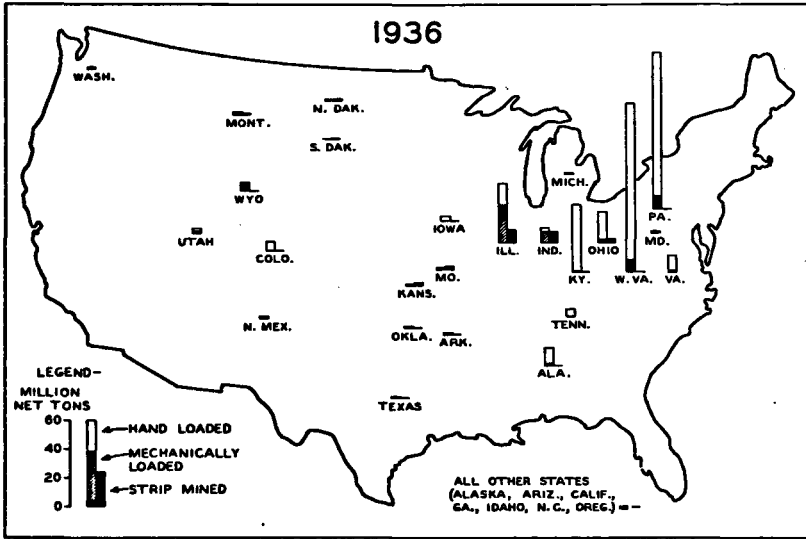 1936
WASH.
MONT.
N. DAK.
S. DAK.
MICH.
WYO
PA.
UTAH
COLO.
IOWA
ILL.
IND.
OHIO
MD.
KY.
W. VA.
VA.
MO.
KANS.
N. MEX.
OKLA.
ARK.
TENN.
ALA.
TEXAS
LEGEND-
MILLION
NET TONS
60
40
20
0
HAND LOADED
MECHANICALLY
LOADED
STRIP MINED
ALL OTHER STATES
(ALASKA, ARIZ., CALIF.,
GA., IDAHO, N.C., OREG.) = -